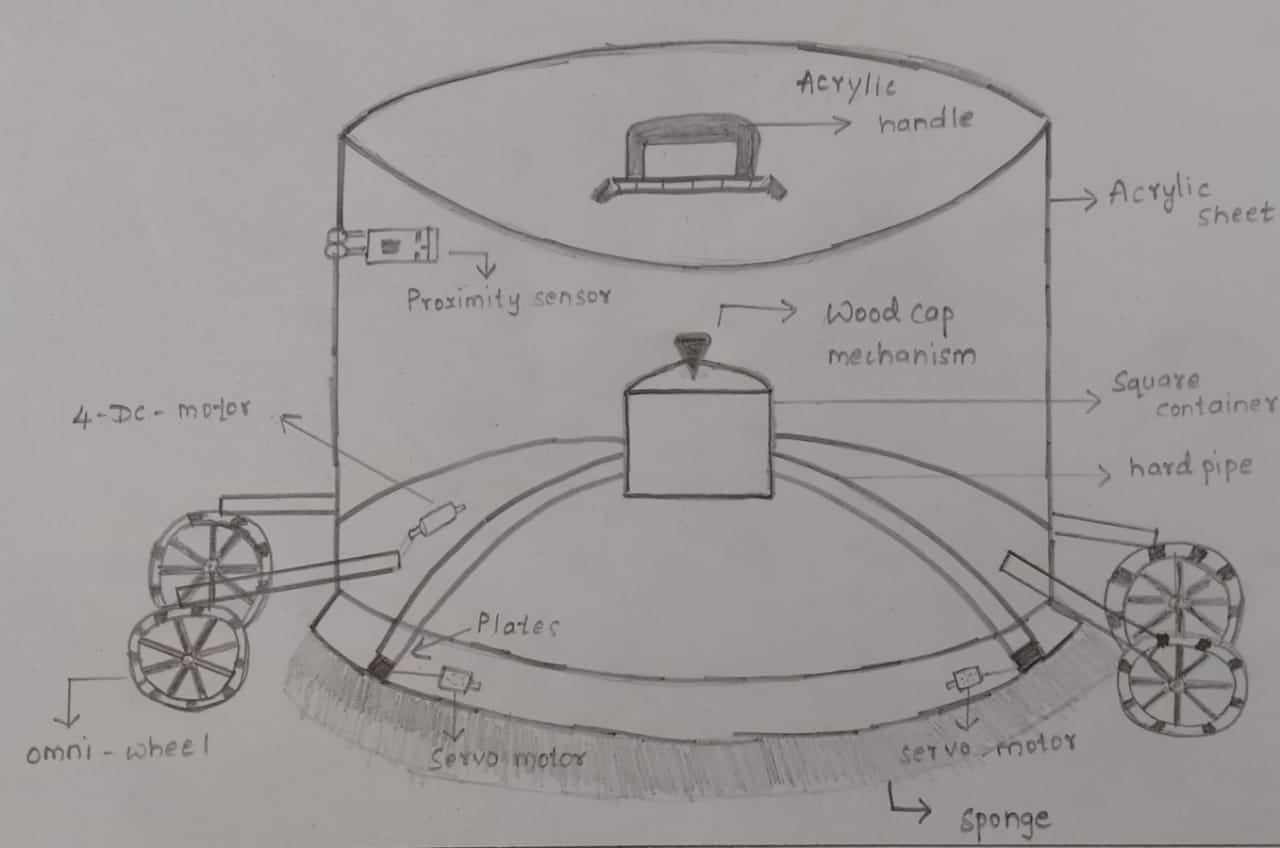 Acrylic
handle
Acrylic
sheet
Proximity sensor
Wood cap
mechanism
Square
container
4-DC-motor
hard pipe
Plates
omni-wheel
Servo motor
servo motor
sponge